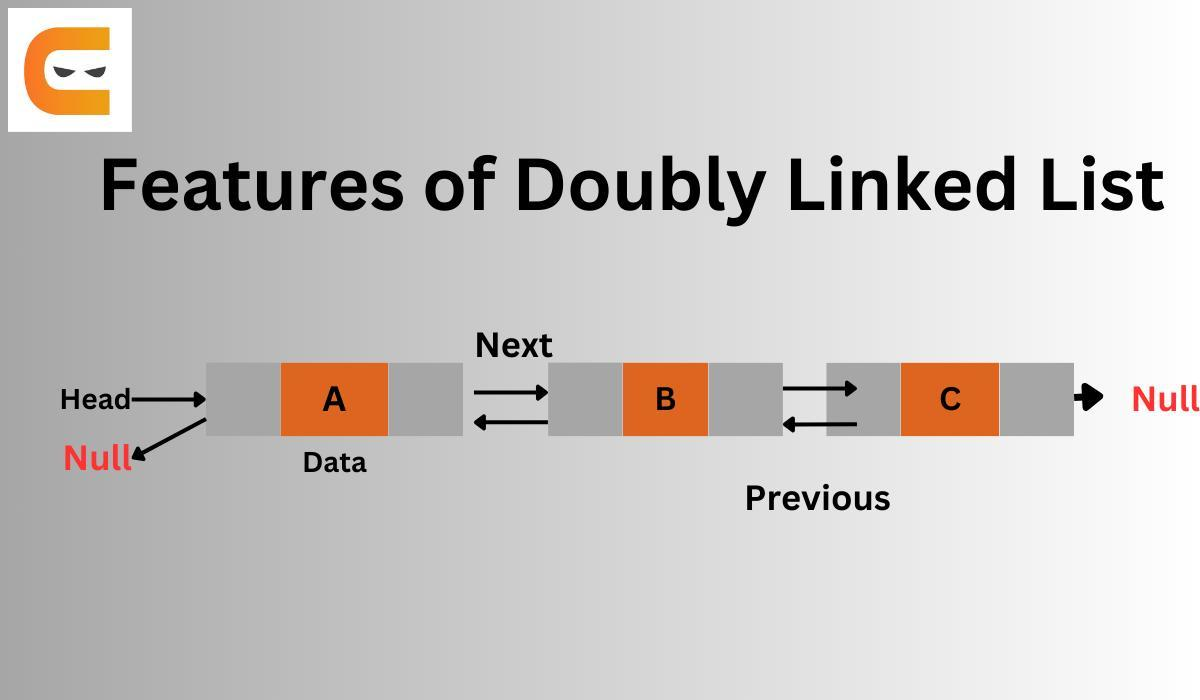 Features of Doubly Linked List
Next
Head
A
B
C
Null
Null
Data
Previous